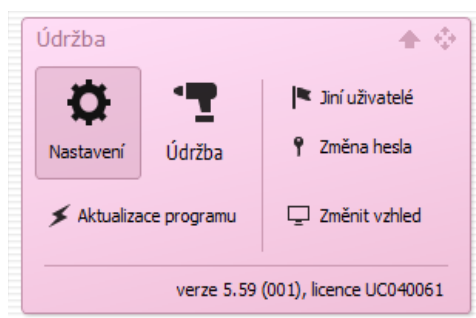 Údržba
Nastavení
Údržba
Aktualizace programu
Jiní uživatelé
Změna hesla
Změnit vzhled
verze 5.59 (001), licence UC040061